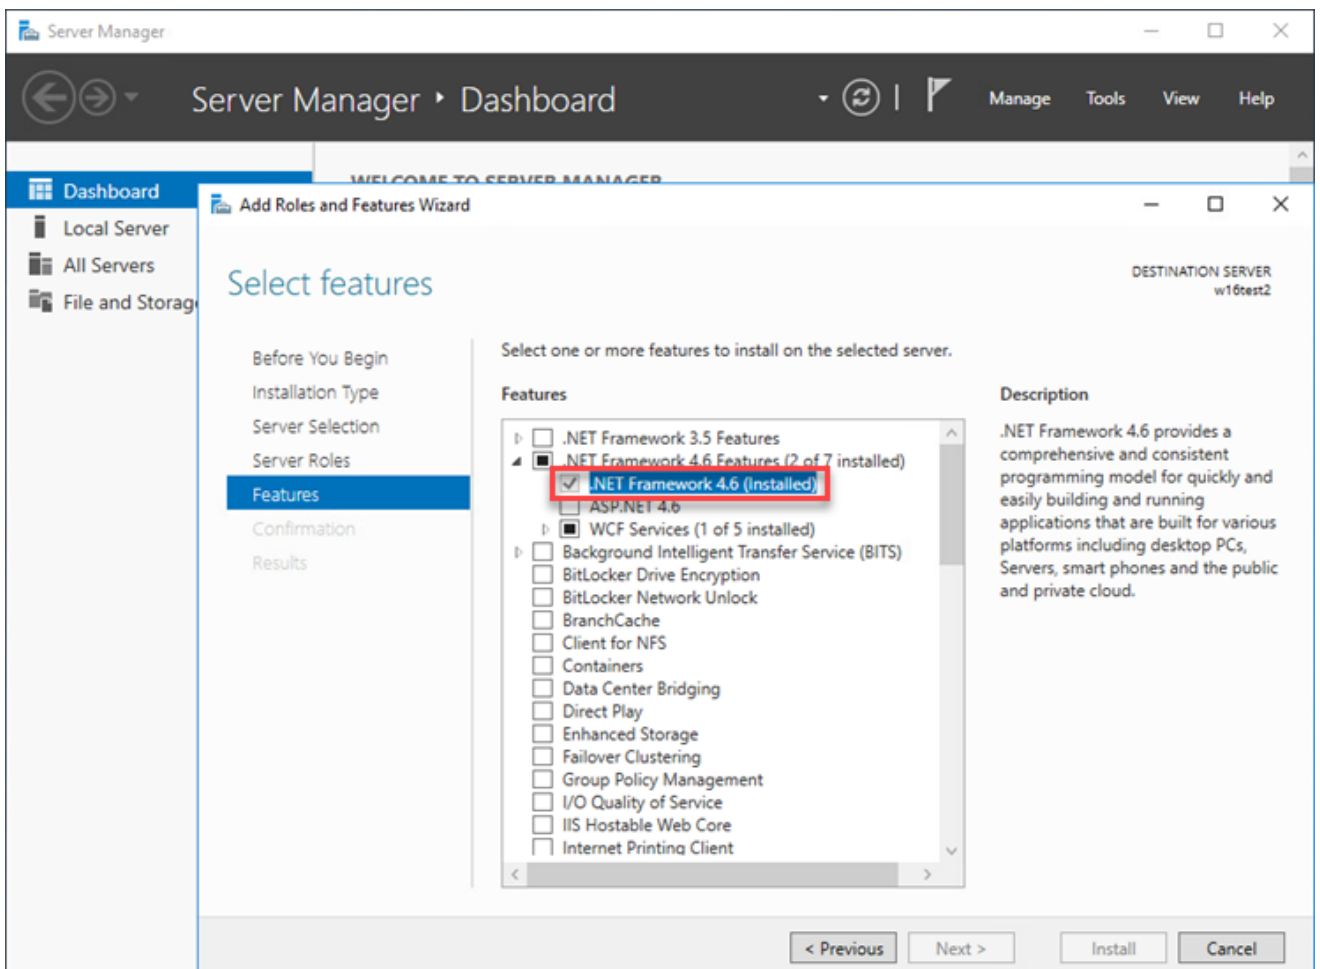 Server Manager
Server Manager
Dashboard
Manage
Tools
View
Help
Dashboard
Local Server
All Servers
File and Storag
WELCOME TO SERVER MANAGER
Add Roles and Features Wizard
Select features
DESTINATION SERVER
w16test2
Before You Begin
Installation Type
Server Selection
Server Roles
Features
Confirmation
Results
Select one or more features to install on the selected server.
Features
.NET Framework 3.5 Features
.NET Framework 4.6 Features (2 of 7 installed)
.NET Framework 4.6 (Installed)
ASP.NET 4.6
WCF Services (1 of 5 installed)
Background Intelligent Transfer Service (BITS)
BitLocker Drive Encryption
BitLocker Network Unlock
BranchCache
Client for NFS
Containers
Data Center Bridging
Direct Play
Enhanced Storage
Failover Clustering
Group Policy Management
I/O Quality of Service
IIS Hostable Web Core
Internet Printing Client
Description
.NET Framework 4.6 provides a
comprehensive and consistent
programming model for quickly and
easily building and running
applications that are built for various
platforms including desktop PCs,
Servers, smart phones and the public
and private cloud.
< Previous
Next >
Install
Cancel